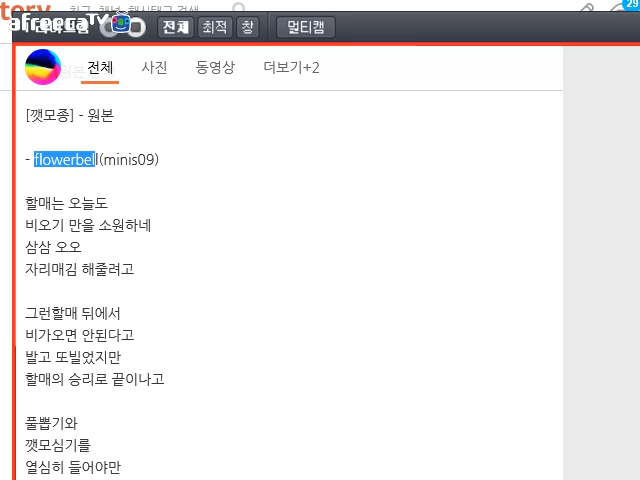 afreecaTV
전체 최적 창 멀티캠
29
전체 사진 동영상 더보기+2
[깻모종] - 원본
- flowerbell(minis09)
할매는 오늘도
비오기 만을 소원하네
삼삼 오오
자리매김 해줄려고
그런할매 뒤에서
비가오면 안된다고
발고 또빌었지만
할매의 승리로 끝이나고
풀뽑기와
깻모심기를
열심히 들어야만